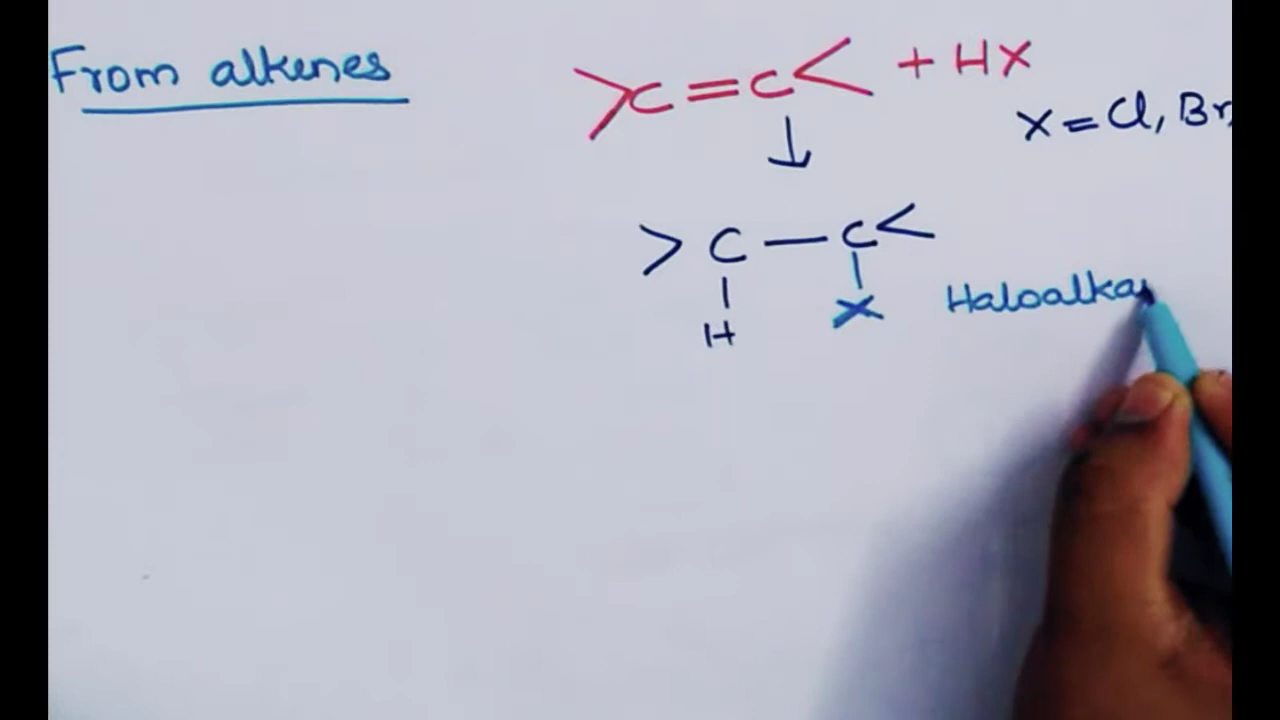 From alkenes
>C=C< + HX
X=Cl, Br,
↓
>C—C<
| |
H X
Haloalka